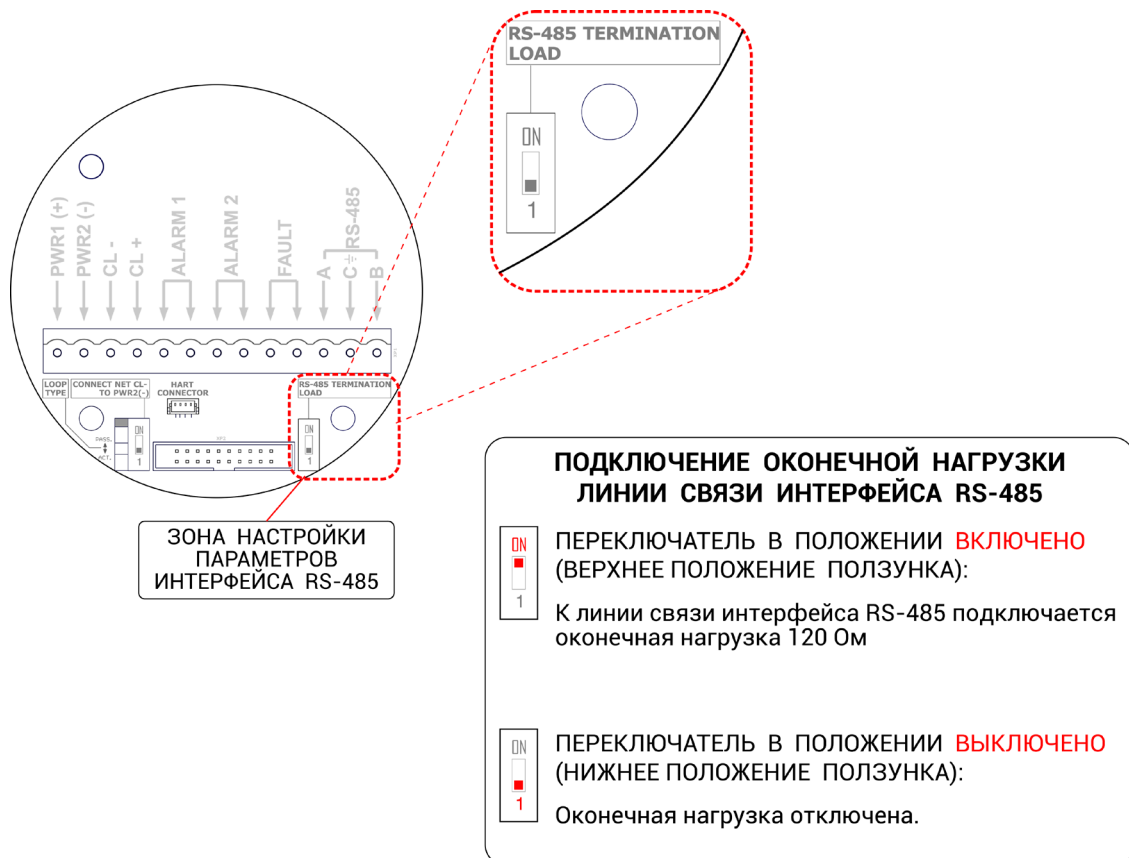 RS-485 TERMINATION
LOAD
ON
1
PWR1 (+)
PWR2 (-)
CL -
CL +
ALARM 1
ALARM 2
FAULT
A
C
B
RS-485
LOOP
TYPE
CONNECT NET CL-
TO PWR2(-)
HART
CONNECTOR
RS-485 TERMINATION
LOAD
PASS.
ACT.
ON
1
XP2
ON
1
ЗОНА НАСТРОЙКИ
ПАРАМЕТРОВ
ИНТЕРФЕЙСА RS-485
ПОДКЛЮЧЕНИЕ ОКОНЕЧНОЙ НАГРУЗКИ
ЛИНИИ СВЯЗИ ИНТЕРФЕЙСА RS-485
ON
1
ПЕРЕКЛЮЧАТЕЛЬ В ПОЛОЖЕНИИ ВКЛЮЧЕНО
(ВЕРХНЕЕ ПОЛОЖЕНИЕ ПОЛЗУНКА):
К линии связи интерфейса RS-485 подключается
оконечная нагрузка 120 Ом
ON
1
ПЕРЕКЛЮЧАТЕЛЬ В ПОЛОЖЕНИИ ВЫКЛЮЧЕНО
(НИЖНЕЕ ПОЛОЖЕНИЕ ПОЛЗУНКА):
Оконечная нагрузка отключена.